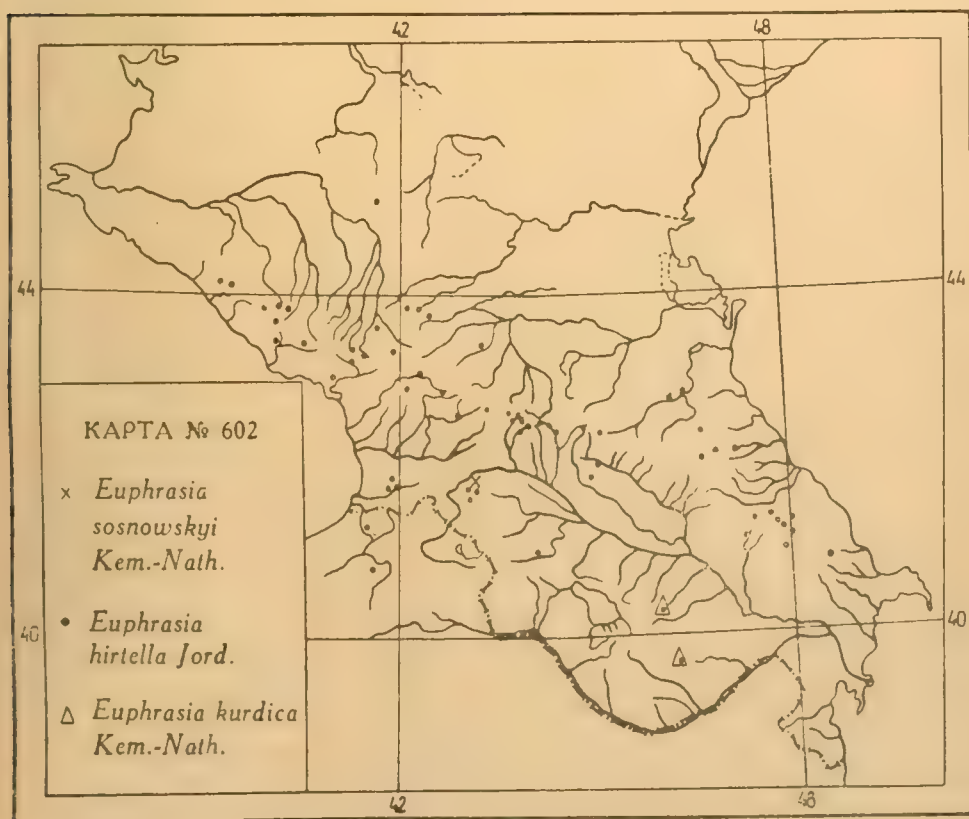 42
48
44
44
КАРТА № 602
× Euphrasia
sosnowskyi
Kem.-Nath.
• Euphrasia
hirtella Jord.
40
40
△ Euphrasia kurdica
Kem.-Nath.
42
48